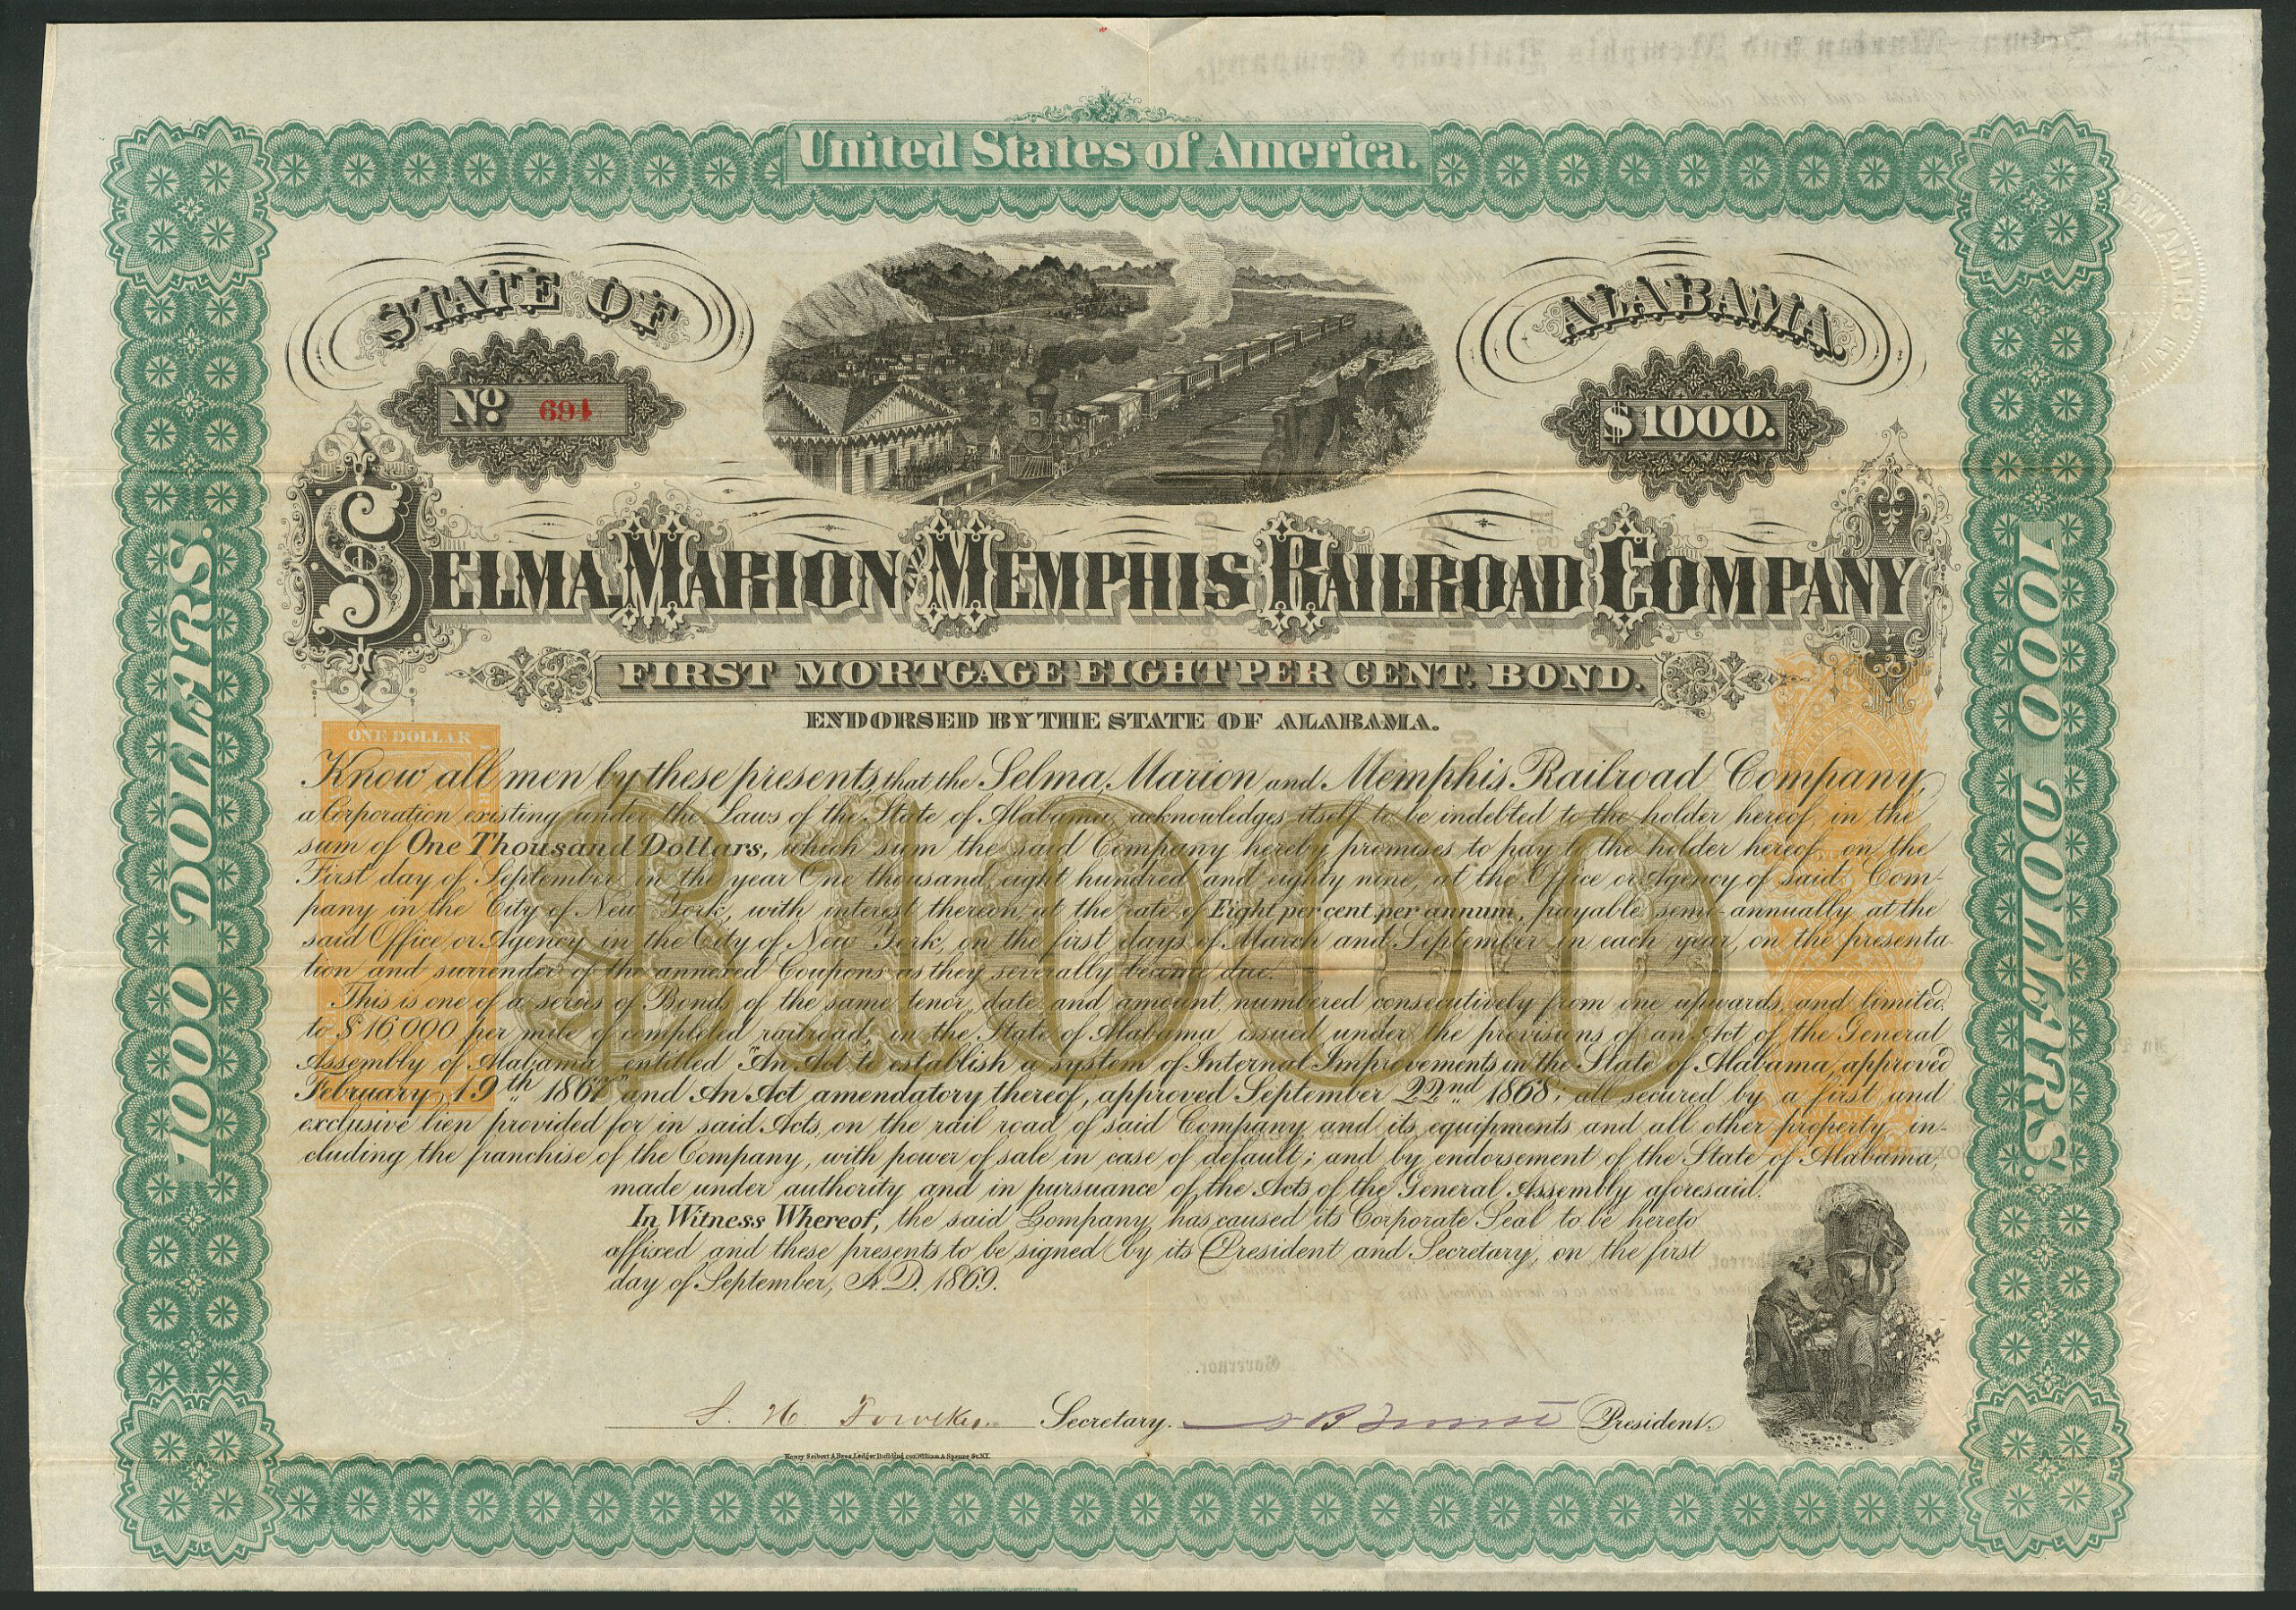 United States of America.
STATE OF
ALABAMA.
No. 691
$1000.
SELMA, MARION & MEMPHIS RAILROAD COMPANY
FIRST MORTGAGE EIGHT PER CENT. BOND.
ENDORSED BY THE STATE OF ALABAMA.
ONE DOLLAR
1000 DOLLARS.
1000 DOLLARS.
$1000
Know all men by these presents, that the Selma, Marion and Memphis Railroad Company,
a Corporation existing under the Laws of the State of Alabama, acknowledges itself to be indebted to the holder hereof, in the
sum of One Thousand Dollars, which sum the said Company hereby promises to pay to the holder hereof, on the
First day of September in the year One thousand eight hundred and eighty nine, at the Office or Agency of said Com-
pany in the City of New York, with interest thereon, at the rate of Eight per cent per annum, payable semi-annually at the
said Office or Agency in the City of New York, on the first days of March and September in each year, on the presenta-
tion and surrender of the annexed Coupons as they severally became due.
This is one of a series of Bonds of the same tenor, date and amount, numbered consecutively from one upwards, and limited
to $16,000 per mile of completed railroad, in the State of Alabama issued under the provisions of an Act of the General
Assembly of Alabama, entitled "An Act to establish a system of Internal Improvements in the State of Alabama, approved
February 19th 1867" and An Act amendatory thereof, approved September 22nd 1868; all secured by a first and
exclusive lien provided for in said Acts, on the rail road of said Company and its equipments and all other property in-
cluding the franchise of the Company, with power of sale in case of default; and by endorsement of the State of Alabama,
made under authority and in pursuance of the Acts of the General Assembly aforesaid.
In Witness Whereof, the said Company, has caused its Corporate Seal to be hereto
affixed and these presents to be signed by its President and Secretary, on the first
day of September, A.D. 1869.
Secretary.
President.
Henry Seibert & Bros. Ledger Building cor. William & Spruce St. N.Y.